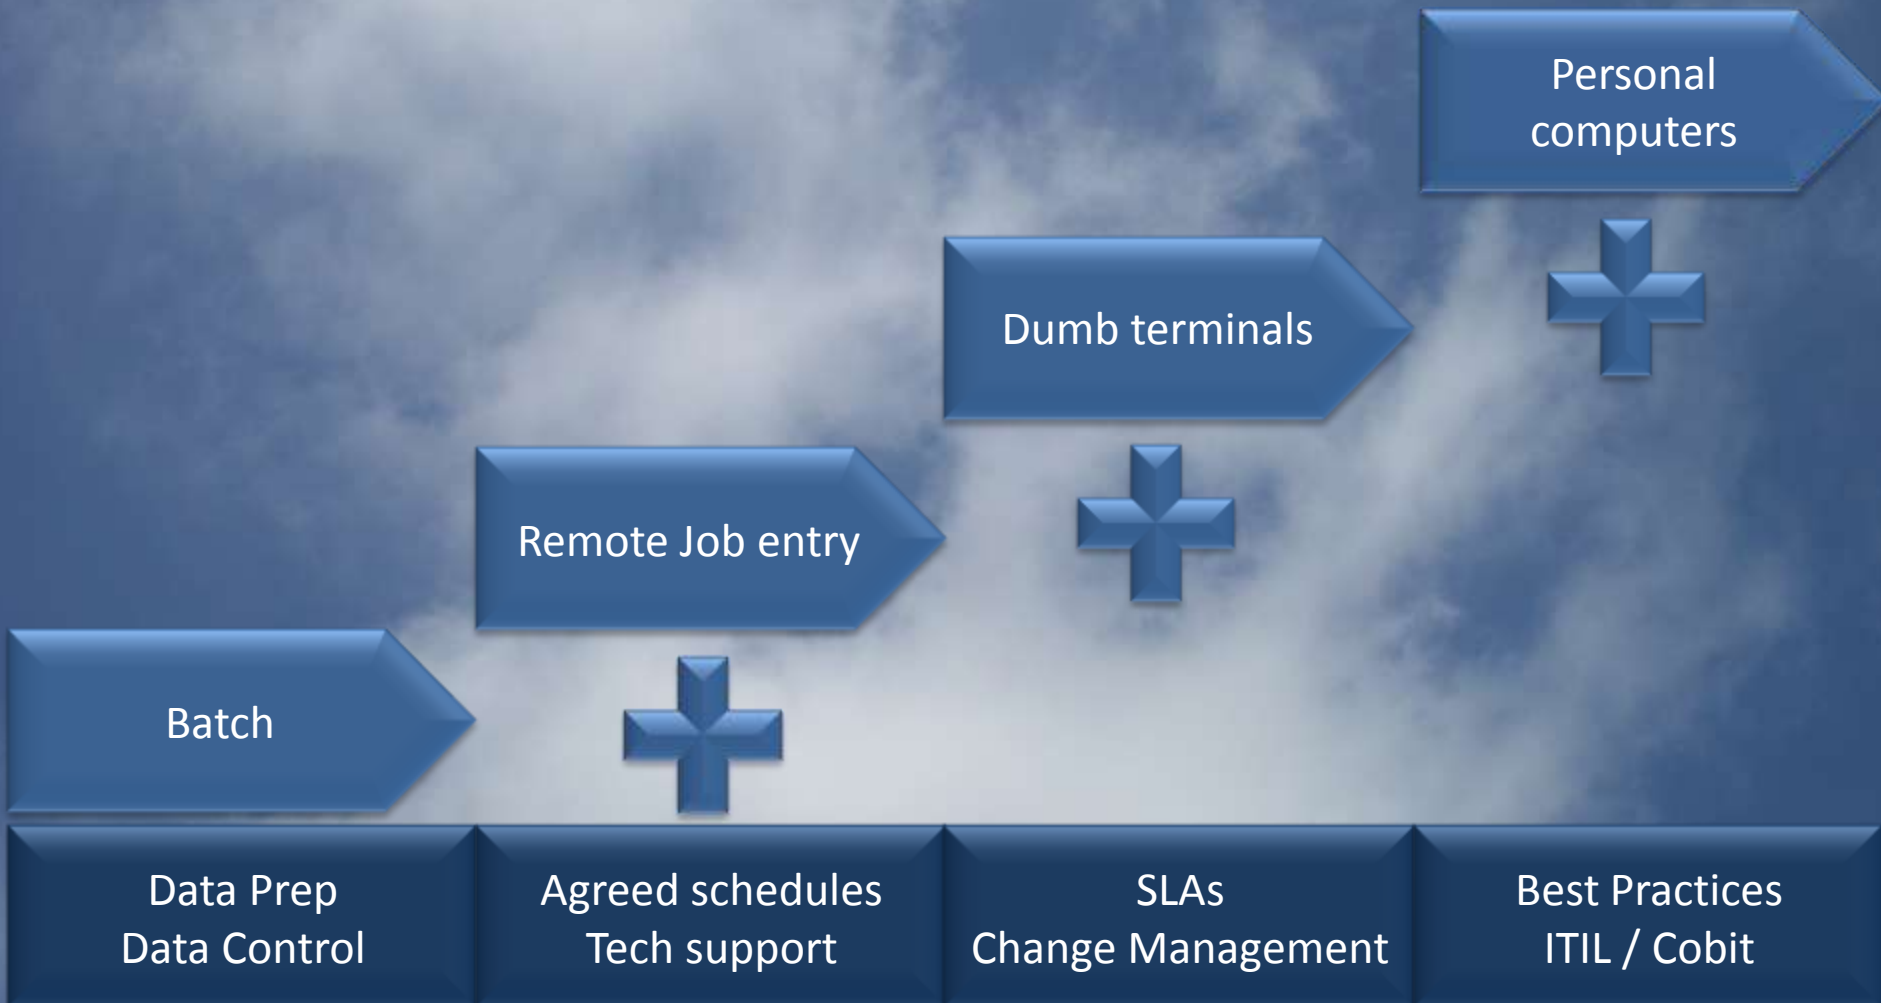 Personal
computers
Dumb terminals
Remote Job entry
Batch
Data Prep
Data Control
Agreed schedules
Tech support
SLAs
Change Management
Best Practices
ITIL / Cobit